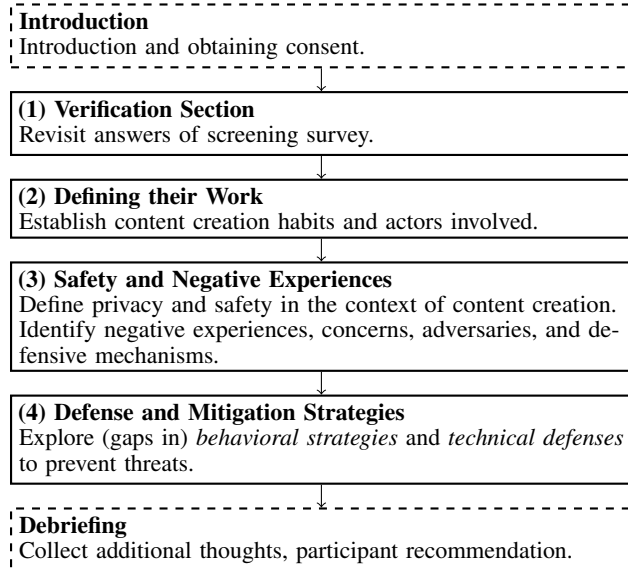 Introduction
Introduction and obtaining consent.
(1) Verification Section
Revisit answers of screening survey.
(2) Defining their Work
Establish content creation habits and actors involved.
(3) Safety and Negative Experiences
Define privacy and safety in the context of content creation.
Identify negative experiences, concerns, adversaries, and de-
fensive mechanisms.
(4) Defense and Mitigation Strategies
Explore (gaps in) behavioral strategies and technical defenses
to prevent threats.
Debriefing
Collect additional thoughts, participant recommendation.